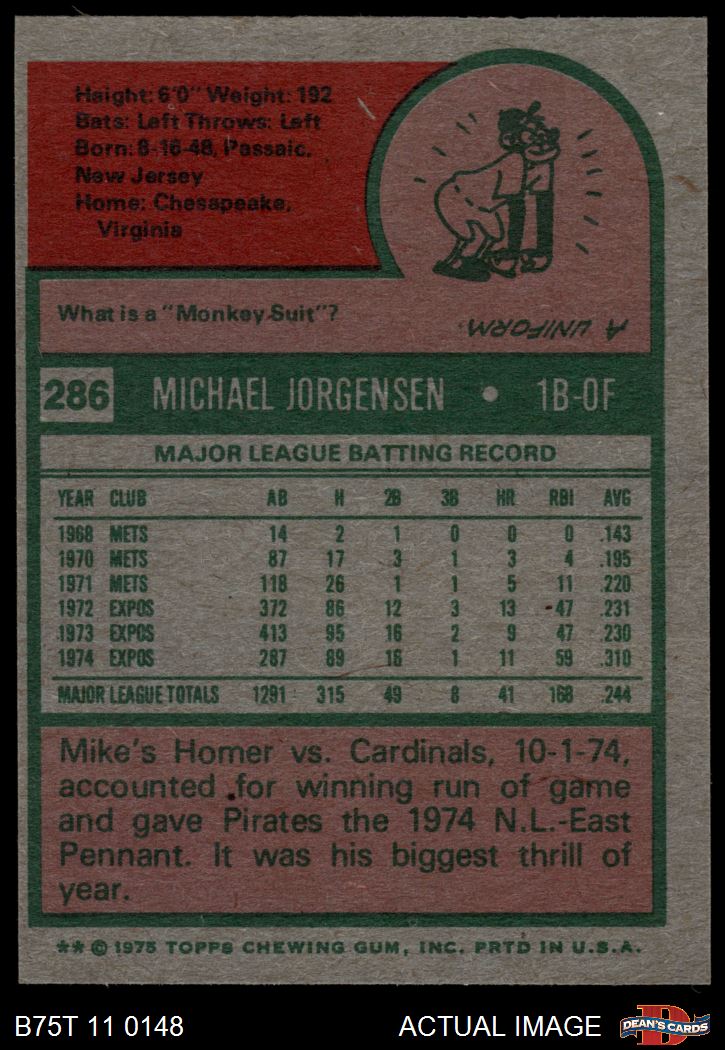 Height: 6'0" Weight: 192
Bats: Left Throws: Left
Born: 8-16-48, Passaic,
New Jersey
Home: Chesapeake,
Virginia
What is a "Monkey Suit"?
A UNIFORM.
286 MICHAEL JORGENSEN • 1B-OF
MAJOR LEAGUE BATTING RECORD
YEAR CLUB AB H 2B 3B HR RBI AVG
1968 METS 14 2 1 0 0 0 .143
1970 METS 87 17 3 1 3 4 .195
1971 METS 118 26 1 1 5 11 .220
1972 EXPOS 372 86 12 3 13 47 .231
1973 EXPOS 413 95 16 2 9 47 .230
1974 EXPOS 287 89 16 1 11 59 .310
MAJOR LEAGUE TOTALS 1291 315 49 8 41 168 .244
Mike's Homer vs. Cardinals, 10-1-74,
accounted for winning run of game
and gave Pirates the 1974 N.L.-East
Pennant. It was his biggest thrill of
year.
** © 1975 TOPPS CHEWING GUM, INC. PRTD IN U.S.A.
B75T 11 0148 ACTUAL IMAGE DEAN'S CARDS